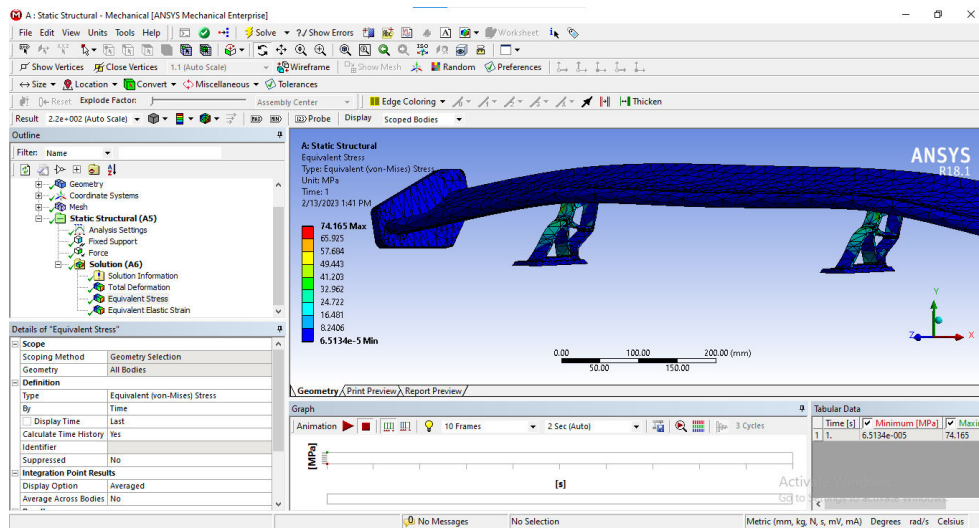 A : Static Structural - Mechanical [ANSYS Mechanical Enterprise]
File Edit View Units Tools Help Solve ?/ Show Errors Worksheet
Show Vertices Close Vertices 1.1 (Auto Scale) Wireframe Show Mesh Random Preferences
Size Location Convert Miscellaneous Tolerances
Reset Explode Factor: Assembly Center Edge Coloring Thicken
Result 2.2e+002 (Auto Scale) Probe Display Scoped Bodies
Outline
Filter: Name
Geometry
Coordinate Systems
Mesh
Static Structural (A5)
Analysis Settings
Fixed Support
Force
Solution (A6)
Solution Information
Total Deformation
Equivalent Stress
Equivalent Elastic Strain
Details of "Equivalent Stress"
Scope
Scoping Method Geometry Selection
Geometry All Bodies
Definition
Type Equivalent (von-Mises) Stress
By Time
Display Time Last
Calculate Time History Yes
Identifier
Suppressed No
Integration Point Results
Display Option Averaged
Average Across Bodies No
A: Static Structural
Equivalent Stress
Type: Equivalent (von-Mises) Stress
Unit: MPa
Time: 1
2/13/2023 1:41 PM
74.165 Max
65.925
57.684
49.443
41.203
32.962
24.722
16.481
8.2406
6.5134e-5 Min
ANSYS
R18.1
0.00 100.00 200.00 (mm)
50.00 150.00
Y
Z X
Geometry Print Preview Report Preview
Graph
Animation 10 Frames 2 Sec (Auto) 3 Cycles
[MPa]
[s]
Tabular Data
Time [s] Minimum [MPa] Maxi
1 1. 6.5134e-005 74.165
No Messages No Selection Metric (mm, kg, N, s, mV, mA) Degrees rad/s Celsius